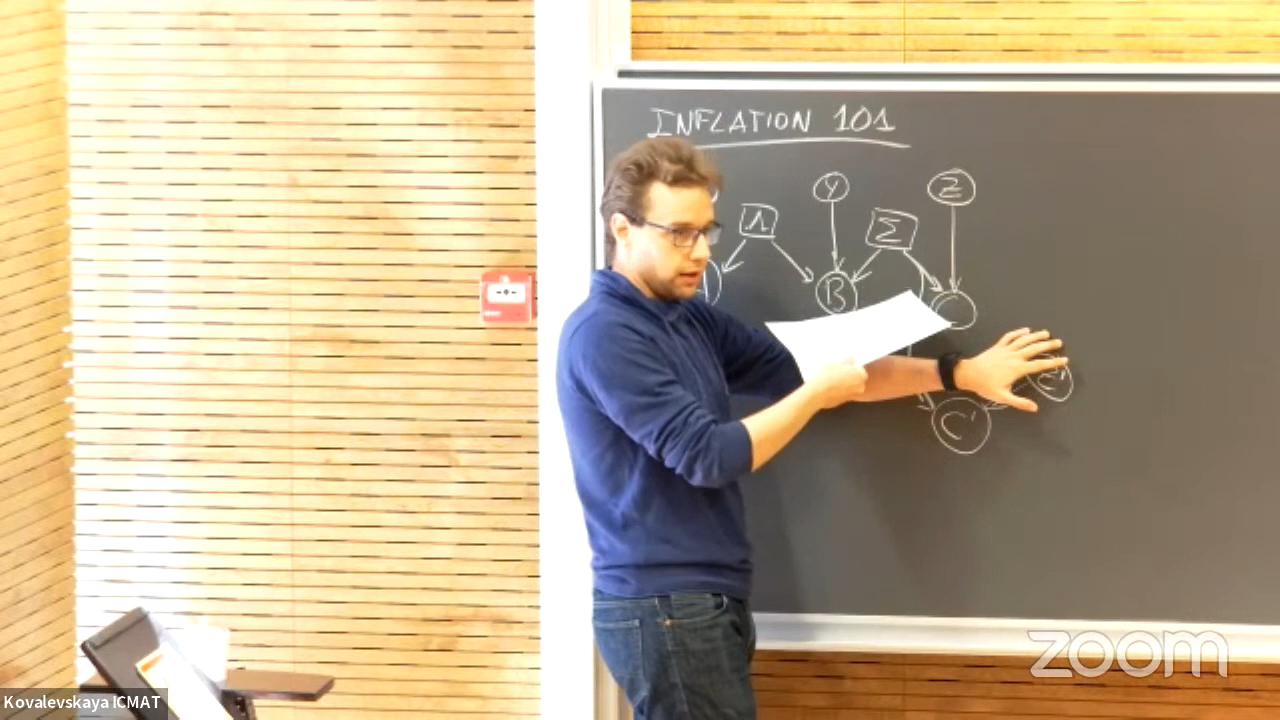 INFLATION 101
Y
Z
Λ
Σ
B
C'
zoom
Kovalevskaya ICMAT